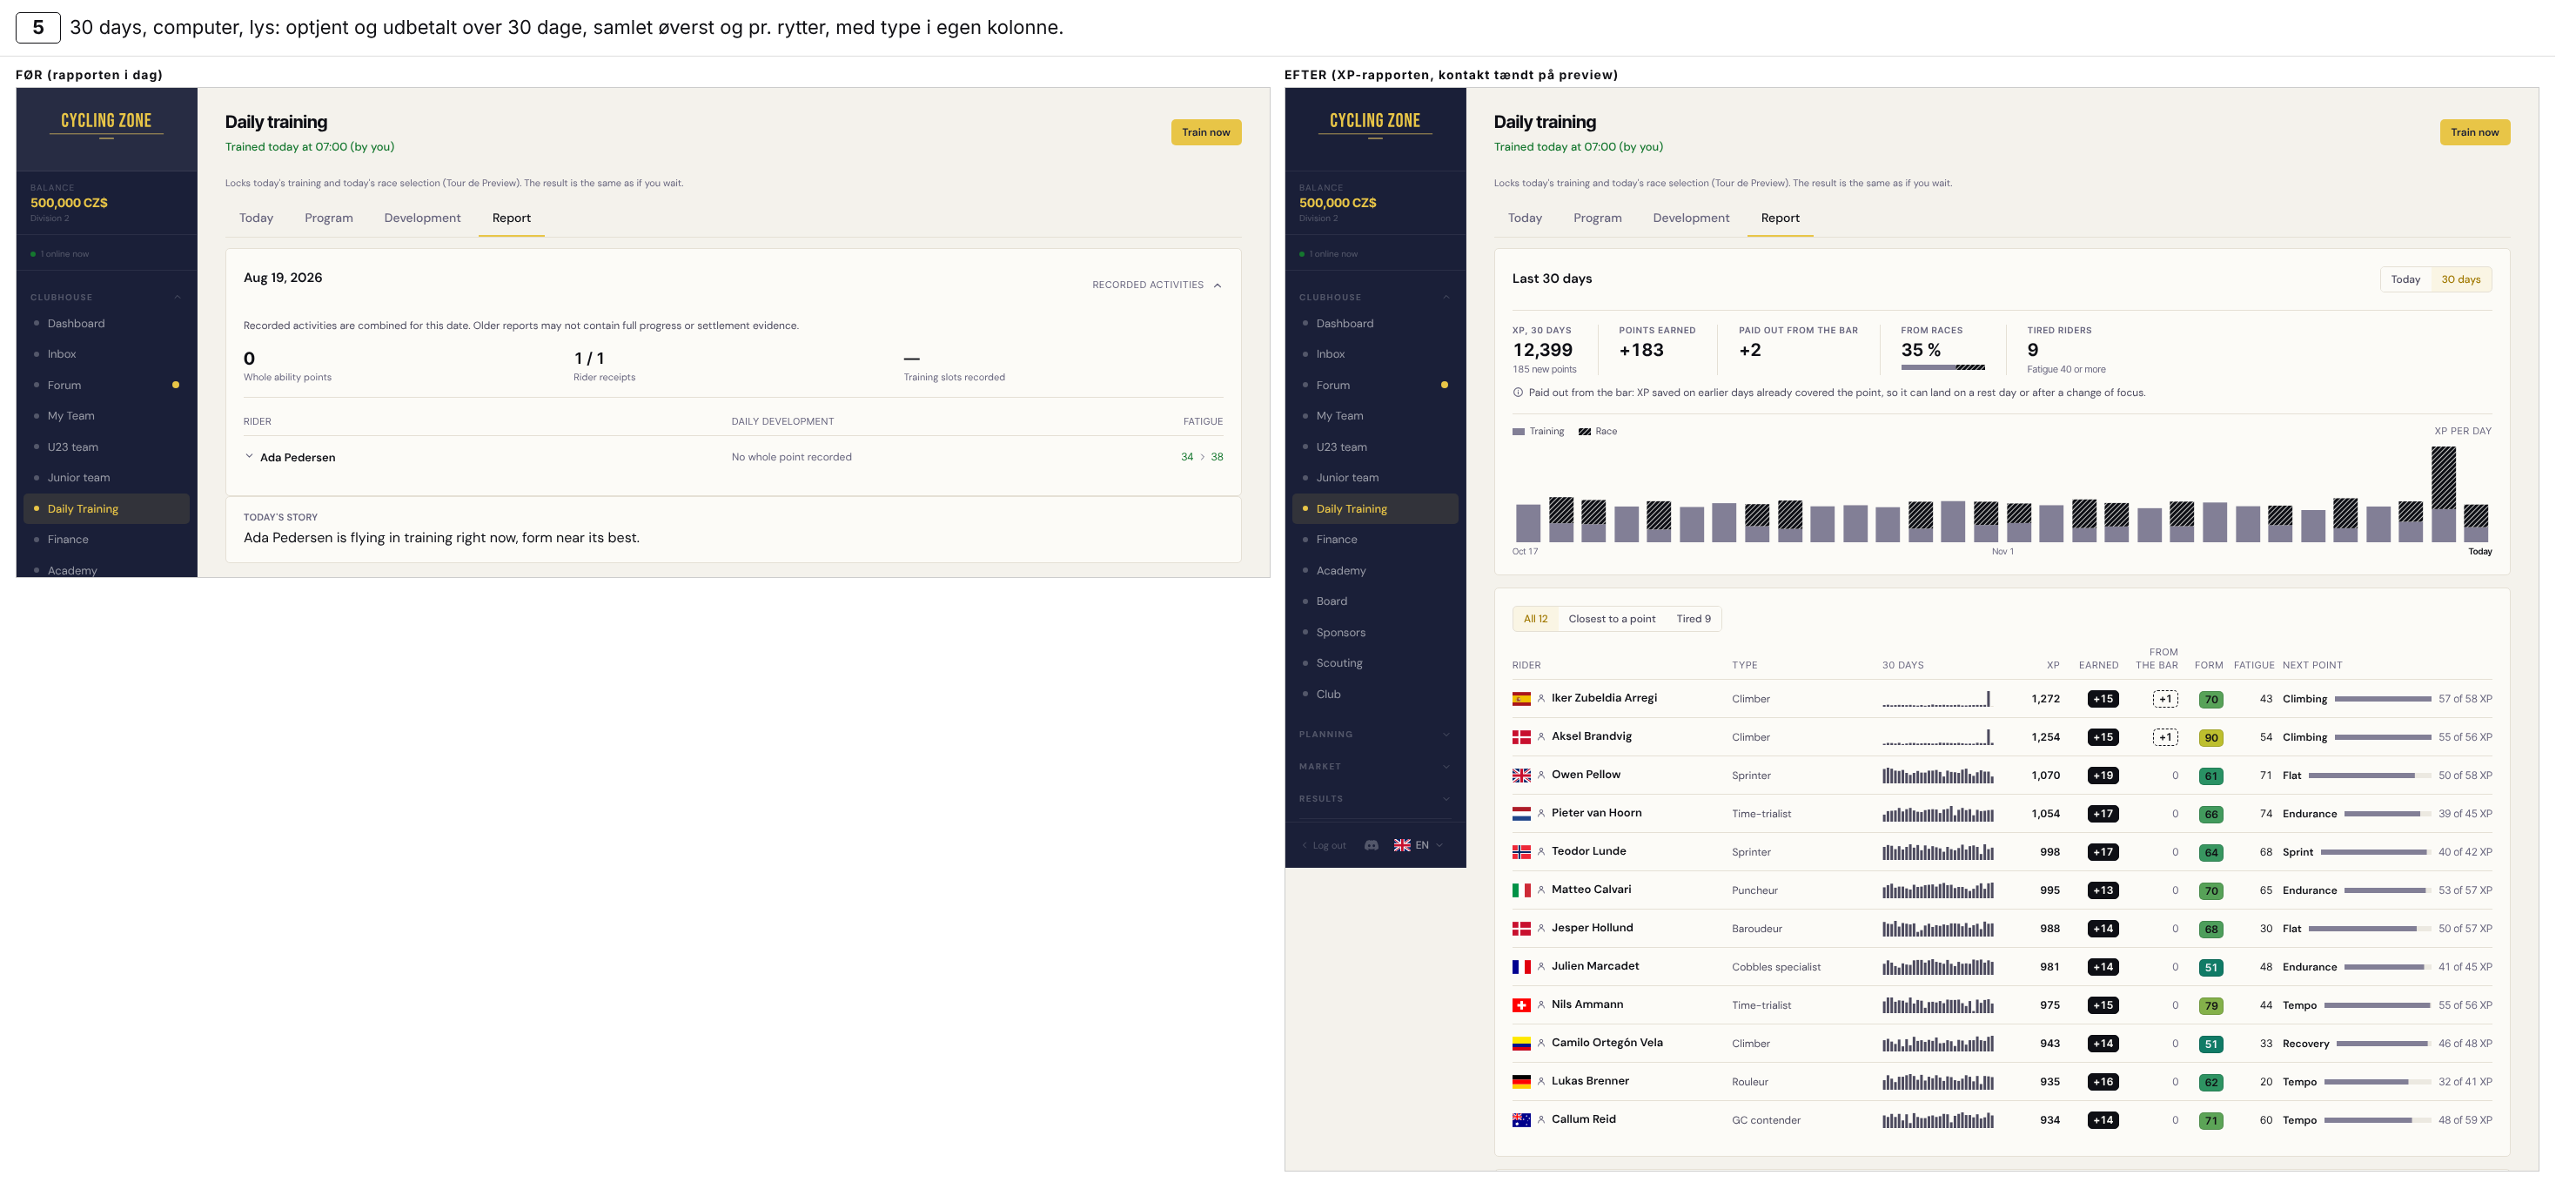 5 30 days, computer, lys: optjent og udbetalt over 30 dage, samlet øverst og pr. rytter, med type i egen kolonne.
FØR (rapporten i dag)
CYCLING ZONE
BALANCE
500,000 CZ$
Division 2
1 online now
CLUBHOUSE
Dashboard
Inbox
Forum
My Team
U23 team
Junior team
Daily Training
Finance
Academy
Daily training
Trained today at 07:00 (by you)
Train now
Locks today's training and today's race selection (Tour de Preview). The result is the same as if you wait.
Today Program Development Report
Aug 19, 2026
RECORDED ACTIVITIES
Recorded activities are combined for this date. Older reports may not contain full progress or settlement evidence.
0 1 / 1 —
Whole ability points Rider receipts Training slots recorded
RIDER DAILY DEVELOPMENT FATIGUE
Ada Pedersen No whole point recorded 34 > 38
TODAY'S STORY
Ada Pedersen is flying in training right now, form near its best.
EFTER (XP-rapporten, kontakt tændt på preview)
CYCLING ZONE
BALANCE
500,000 CZ$
Division 2
1 online now
CLUBHOUSE
Dashboard
Inbox
Forum
My Team
U23 team
Junior team
Daily Training
Finance
Academy
Board
Sponsors
Scouting
Club
PLANNING
MARKET
RESULTS
Log out EN
Daily training
Trained today at 07:00 (by you)
Train now
Locks today's training and today's race selection (Tour de Preview). The result is the same as if you wait.
Today Program Development Report
Last 30 days Today 30 days
XP, 30 DAYS POINTS EARNED PAID OUT FROM THE BAR FROM RACES TIRED RIDERS
12,399 +183 +2 35 % 9
185 new points Fatigue 40 or more
Paid out from the bar: XP saved on earlier days already covered the point, so it can land on a rest day or after a change of focus.
Training Race XP PER DAY
Oct 17 Nov 1 Today
All 12 Closest to a point Tired 9
RIDER TYPE 30 DAYS XP EARNED FROM THE BAR FORM FATIGUE NEXT POINT
Iker Zubeldia Arregi Climber 1,272 +15 +1 70 43 Climbing 57 of 58 XP
Aksel Brandvig Climber 1,254 +15 +1 90 54 Climbing 55 of 56 XP
Owen Pellow Sprinter 1,070 +19 0 61 71 Flat 50 of 58 XP
Pieter van Hoorn Time-trialist 1,054 +17 0 66 74 Endurance 39 of 45 XP
Teodor Lunde Sprinter 998 +17 0 64 68 Sprint 40 of 42 XP
Matteo Calvari Puncheur 995 +13 0 70 65 Endurance 53 of 57 XP
Jesper Hollund Baroudeur 988 +14 0 68 30 Flat 50 of 57 XP
Julien Marcadet Cobbles specialist 981 +14 0 51 48 Endurance 41 of 45 XP
Nils Ammann Time-trialist 975 +15 0 79 44 Tempo 55 of 56 XP
Camilo Ortegón Vela Climber 943 +14 0 51 33 Recovery 46 of 48 XP
Lukas Brenner Rouleur 935 +16 0 62 20 Tempo 32 of 41 XP
Callum Reid GC contender 934 +14 0 71 60 Tempo 48 of 59 XP